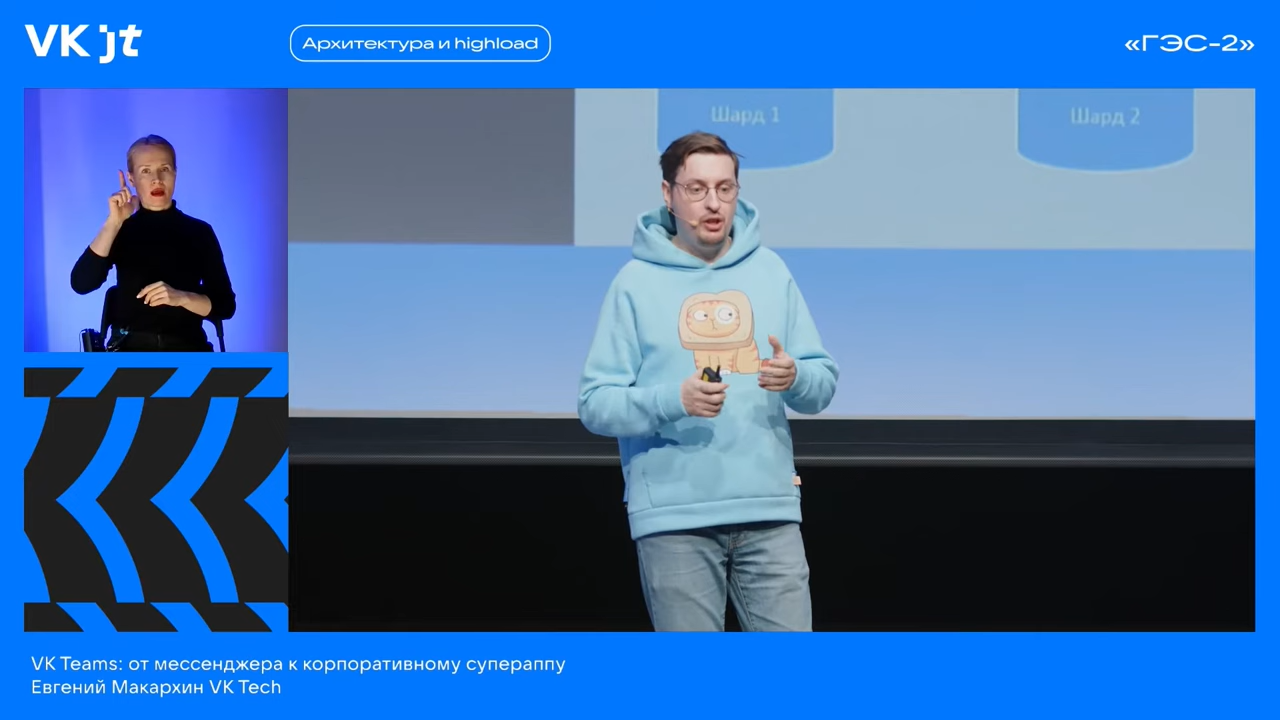 VK JT
Архитектура и highload
«ГЭС-2»
Шард 1
Шард 2
VK Teams: от мессенджера к корпоративному супераппу
Евгений Макархин VK Tech